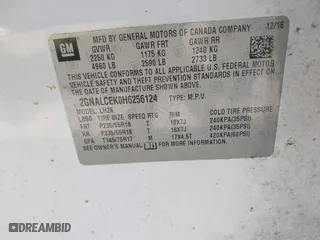 GM
MFD BY GENERAL MOTORS OF CANADA COMPANY
12/16
GVWR GAWR FRT GAWR RR
2250 KG 1175 KG 1240 KG
4960 LB 2590 LB 2733 LB
THIS VEHICLE CONFORMS TO ALL APPLICABLE U.S. FEDERAL MOTOR
VEHICLE SAFETY AND THEFT PREVENTION STANDARDS IN EFFECT
ON THE DATE OF MANUFACTURE SHOWN ABOVE.
2GNALCEK0H6256124 TYPE: M.P.V.
MODEL: LH26
TIRE SIZE SPEED RTG RIM COLD TIRE PRESSURE
FRT P235/55R18 T 18X7J 240KPA(35PSI)
RR P235/55R18 T 18X7J 240KPA(35PSI)
SPA T145/70R17 M 17X4.5T 420KPA(60PSI)
SEE OWNER'S MANUAL FOR MORE INFORMATION.
© DriveDNA.COM